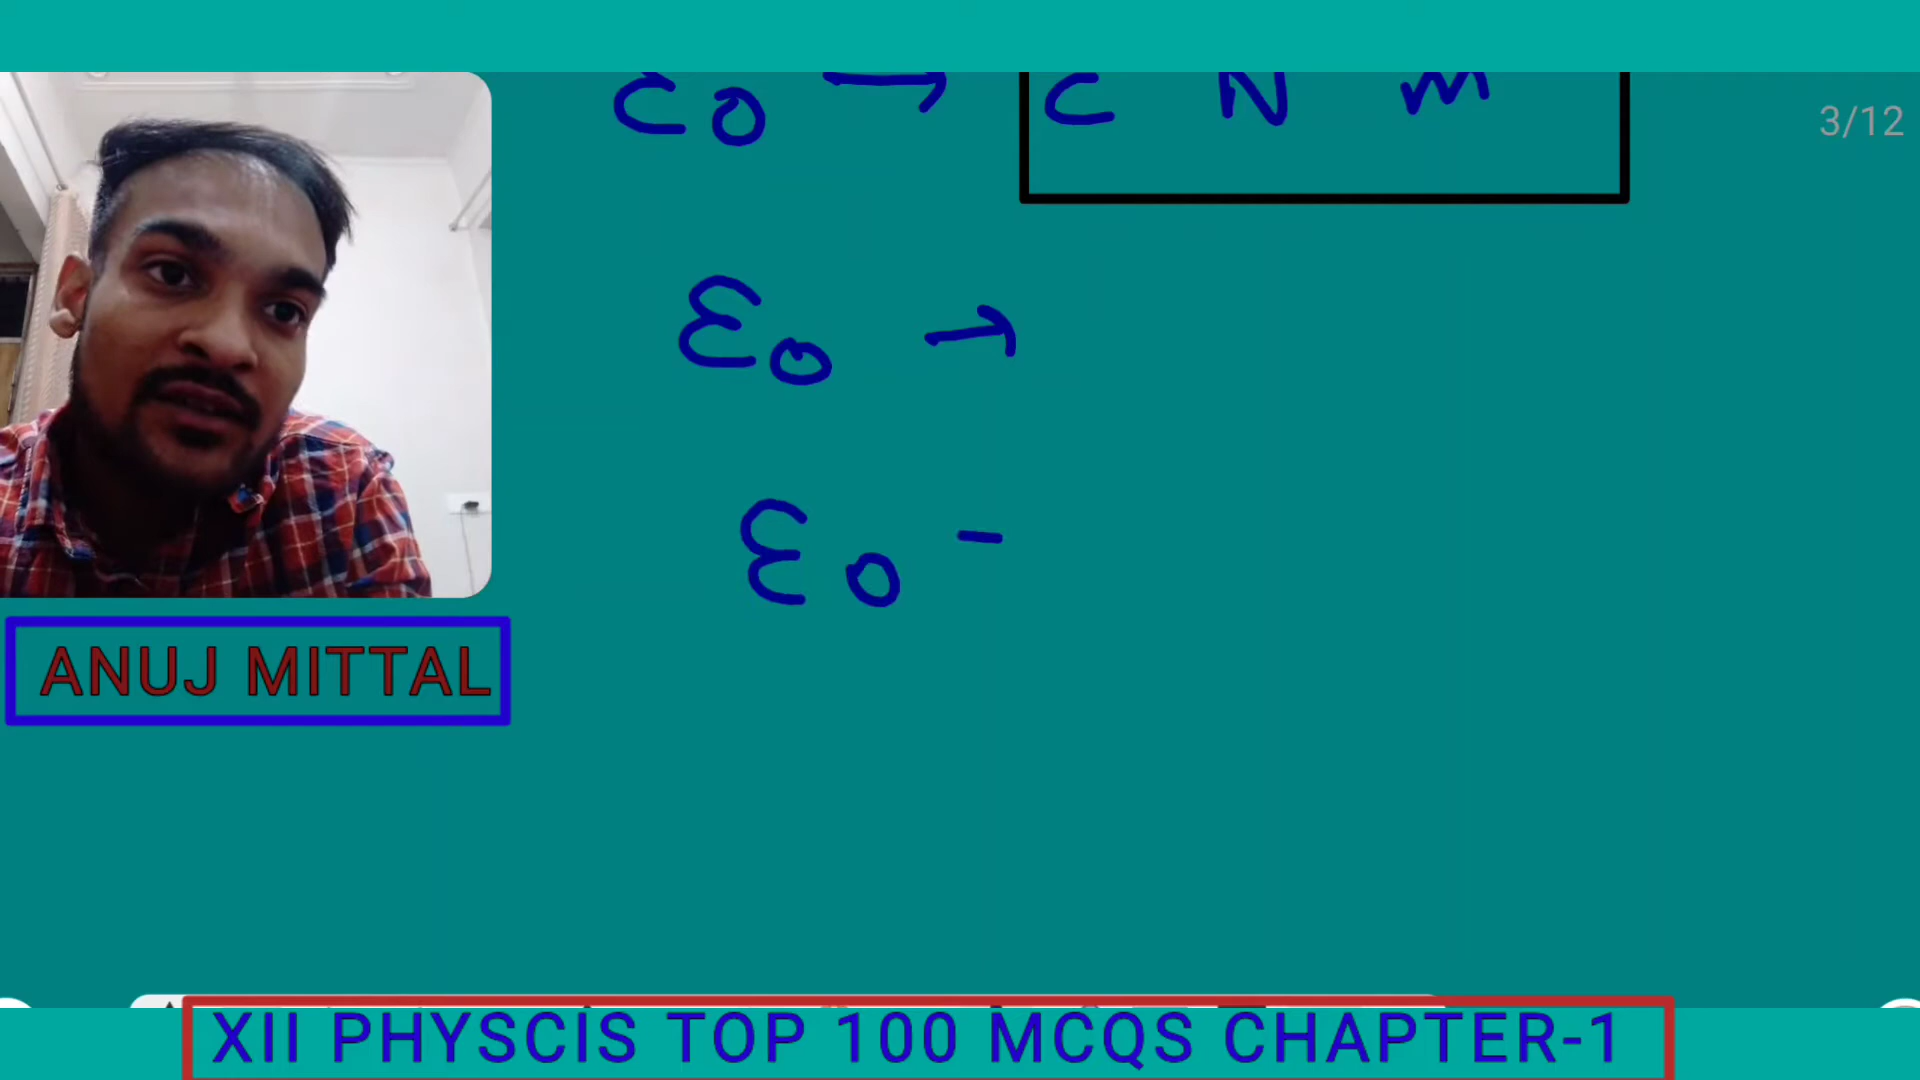 ε0 → C N m
3/12
ε0 →
ε0 -
ANUJ MITTAL
XII PHYSCIS TOP 100 MCQS CHAPTER-1